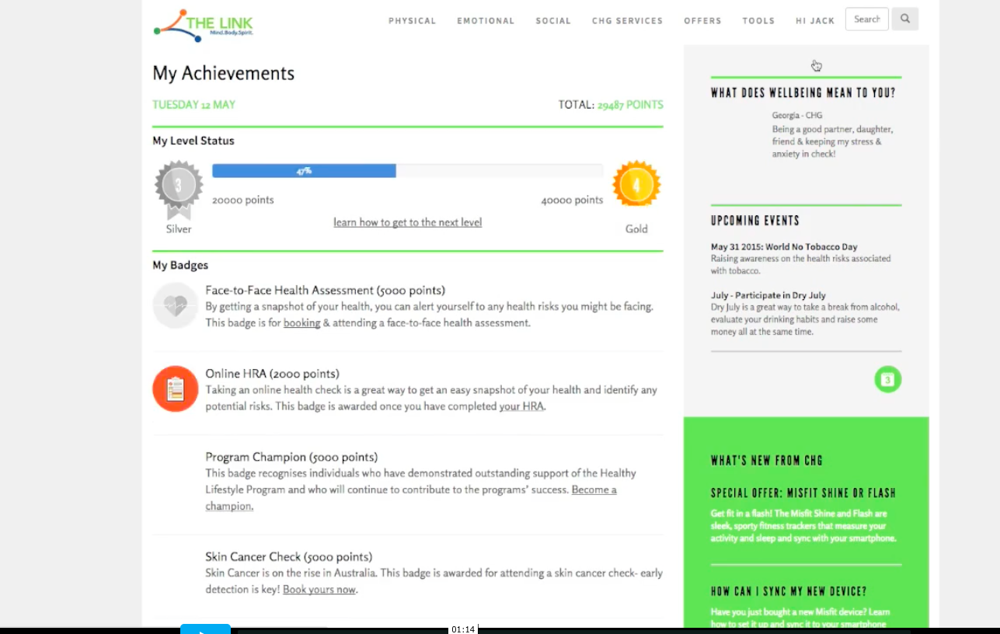 THE LINK
Mind.Body.Spirit.
PHYSICAL EMOTIONAL SOCIAL CHG SERVICES OFFERS TOOLS HI JACK Search
My Achievements
TUESDAY 12 MAY
TOTAL: 29487 POINTS
My Level Status
3
47%
4
20000 points
40000 points
learn how to get to the next level
Silver
Gold
My Badges
Face-to-Face Health Assessment (5000 points)
By getting a snapshot of your health, you can alert yourself to any health risks you might be facing.
This badge is for booking & attending a face-to-face health assessment.
Online HRA (2000 points)
Taking an online health check is a great way to get an easy snapshot of your health and identify any
potential risks. This badge is awarded once you have completed your HRA.
Program Champion (5000 points)
This badge recognises individuals who have demonstrated outstanding support of the Healthy
Lifestyle Program and who will continue to contribute to the programs' success. Become a
champion.
Skin Cancer Check (5000 points)
Skin Cancer is on the rise in Australia. This badge is awarded for attending a skin cancer check- early
detection is key! Book yours now.
WHAT DOES WELLBEING MEAN TO YOU?
Georgia - CHG
Being a good partner, daughter,
friend & keeping my stress &
anxiety in check!
UPCOMING EVENTS
May 31 2015: World No Tobacco Day
Raising awareness on the health risks associated
with tobacco.
July - Participate in Dry July
Dry July is a great way to take a break from alcohol,
evaluate your drinking habits and raise some
money all at the same time.
3
WHAT'S NEW FROM CHG
SPECIAL OFFER: MISFIT SHINE OR FLASH
Get fit in a flash! The Misfit Shine and Flash are
sleek, sporty fitness trackers that measure your
activity and sleep and sync with your smartphone.
HOW CAN I SYNC MY NEW DEVICE?
Have you just bought a new Misfit device? Learn
how to set it up and sync it to your smartphone
01:14